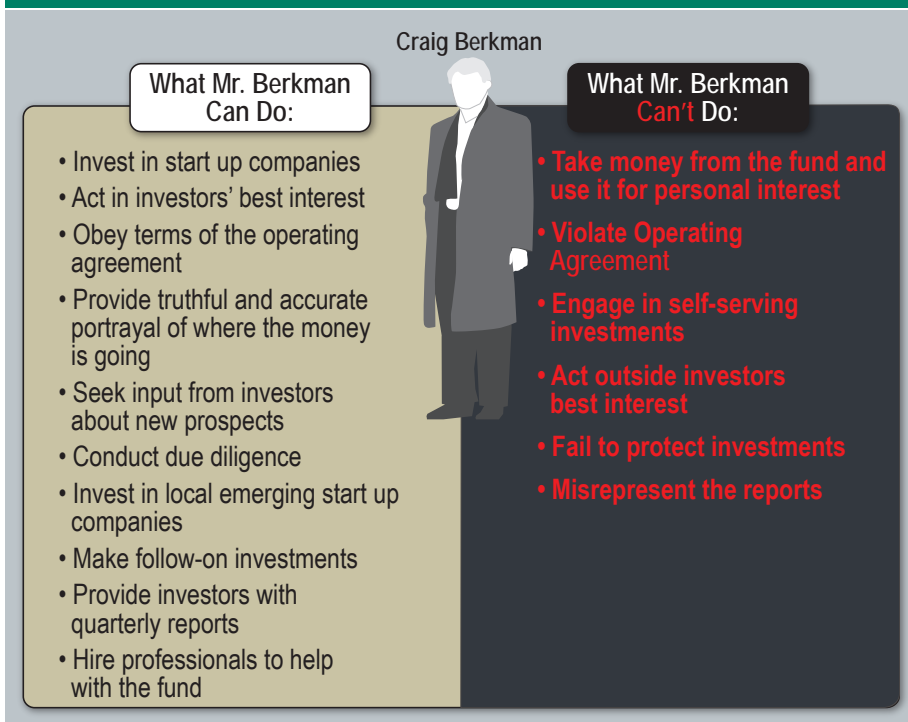 Craig Berkman
What Mr. Berkman
Can Do:
• Invest in start up companies
• Act in investors' best interest
• Obey terms of the operating
agreement
• Provide truthful and accurate
portrayal of where the money
is going
• Seek input from investors
about new prospects
• Conduct due diligence
• Invest in local emerging start up
companies
• Make follow-on investments
• Provide investors with
quarterly reports
• Hire professionals to help
with the fund
What Mr. Berkman
Can't Do:
• Take money from the fund and
use it for personal interest
• Violate Operating
Agreement
• Engage in self-serving
investments
• Act outside investors
best interest
• Fail to protect investments
• Misrepresent the reports